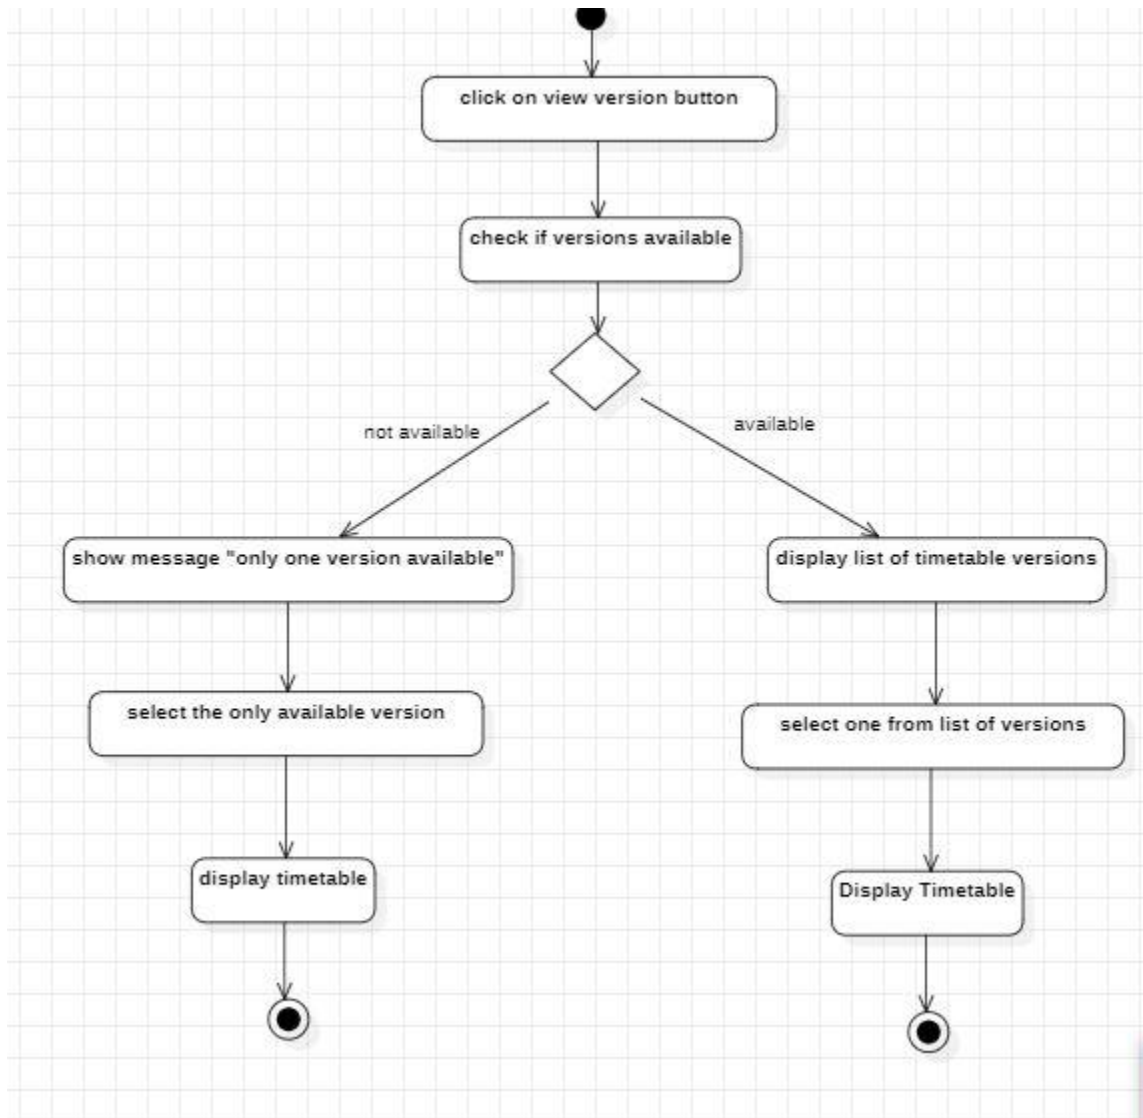 click on view version button
check if versions available
not available
available
show message "only one version available"
display list of timetable versions
select the only available version
select one from list of versions
display timetable
Display Timetable